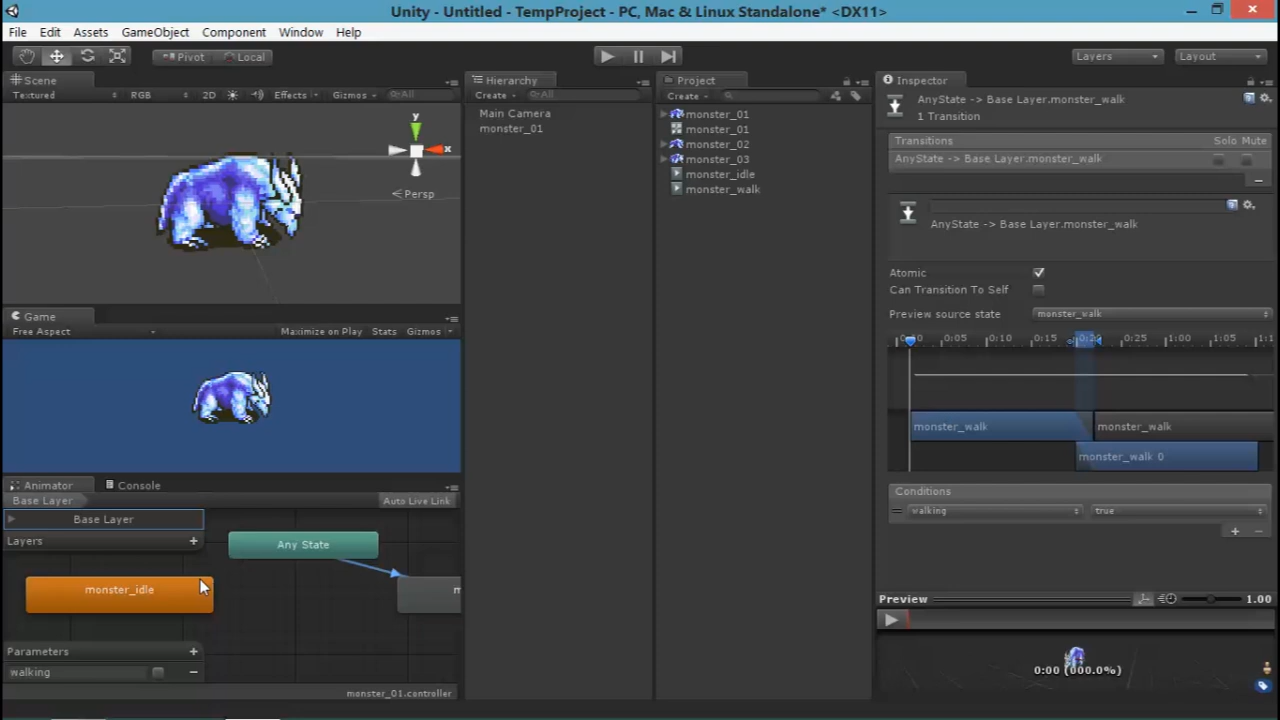 Unity - Untitled - TempProject - PC, Mac & Linux Standalone* <DX11>
File Edit Assets GameObject Component Window Help
Pivot Local Layers Layout
Scene
Textured RGB 2D Effects Gizmos All
Persp
y
x
Game
Free Aspect Maximize on Play Stats Gizmos
Animator Console
Base Layer Auto Live Link
Base Layer
Layers
Any State
monster_idle
m
Parameters
walking
monster_01.controller
Hierarchy
Create All
Main Camera
monster_01
Project
Create
monster_01
monster_01
monster_02
monster_03
monster_idle
monster_walk
Inspector
AnyState -> Base Layer.monster_walk
1 Transition
Transitions Solo Mute
AnyState -> Base Layer.monster_walk
AnyState -> Base Layer.monster_walk
Atomic
Can Transition To Self
Preview source state monster_walk
0:05 0:10 0:15 0:25 1:00 1:05
monster_walk monster_walk
monster_walk 0
Conditions
walking true
Preview 1.00
0:00 (000.0%)